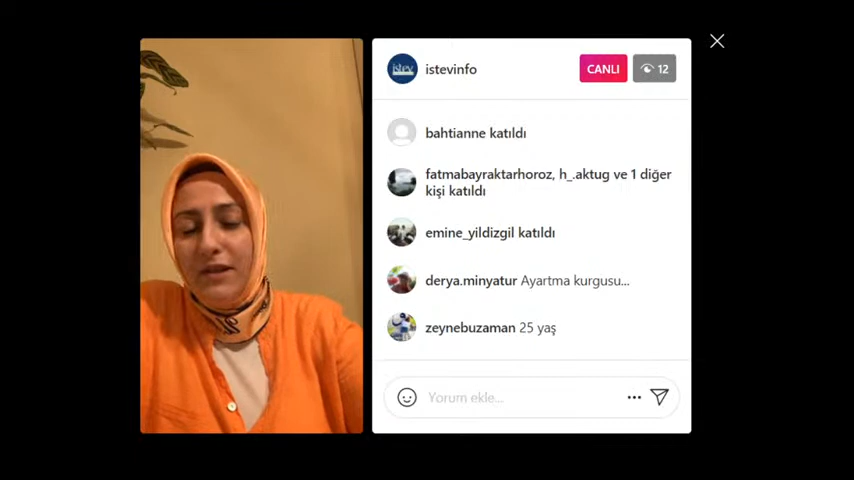 istev
istevinfo
CANLI
12
bahtianne katıldı
fatmabayraktarhoroz, h_.aktug ve 1 diğer
kişi katıldı
emine_yildizgil katıldı
derya.minyatur Ayartma kurgusu...
zeynebuzaman 25 yaş
Yorum ekle...